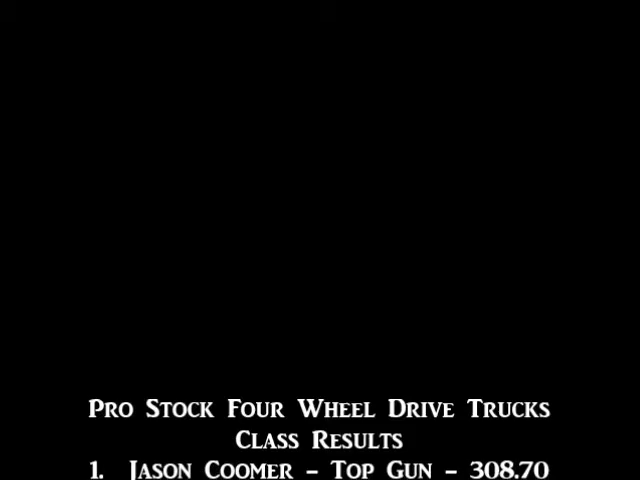 Pro Stock Four Wheel Drive Trucks
Class Results
1. Jason Coomer – Top Gun – 308.70